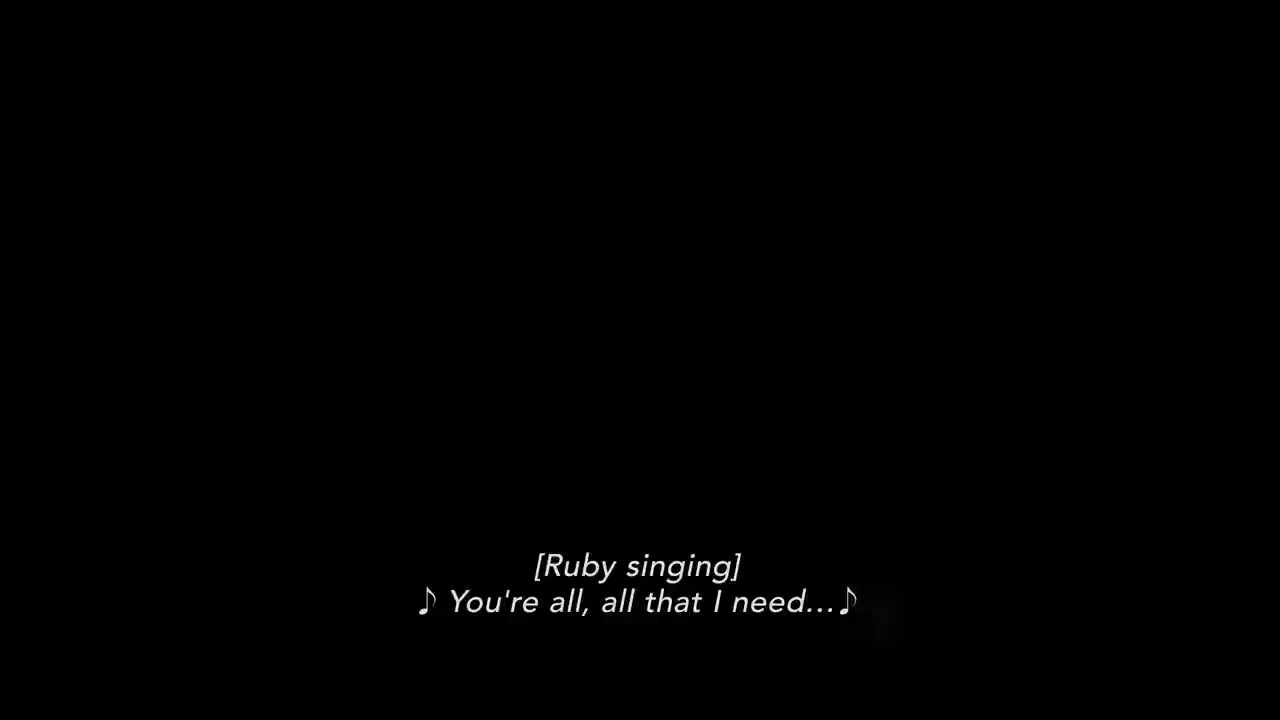 [Ruby singing]
♪ You're all, all that I need...♪